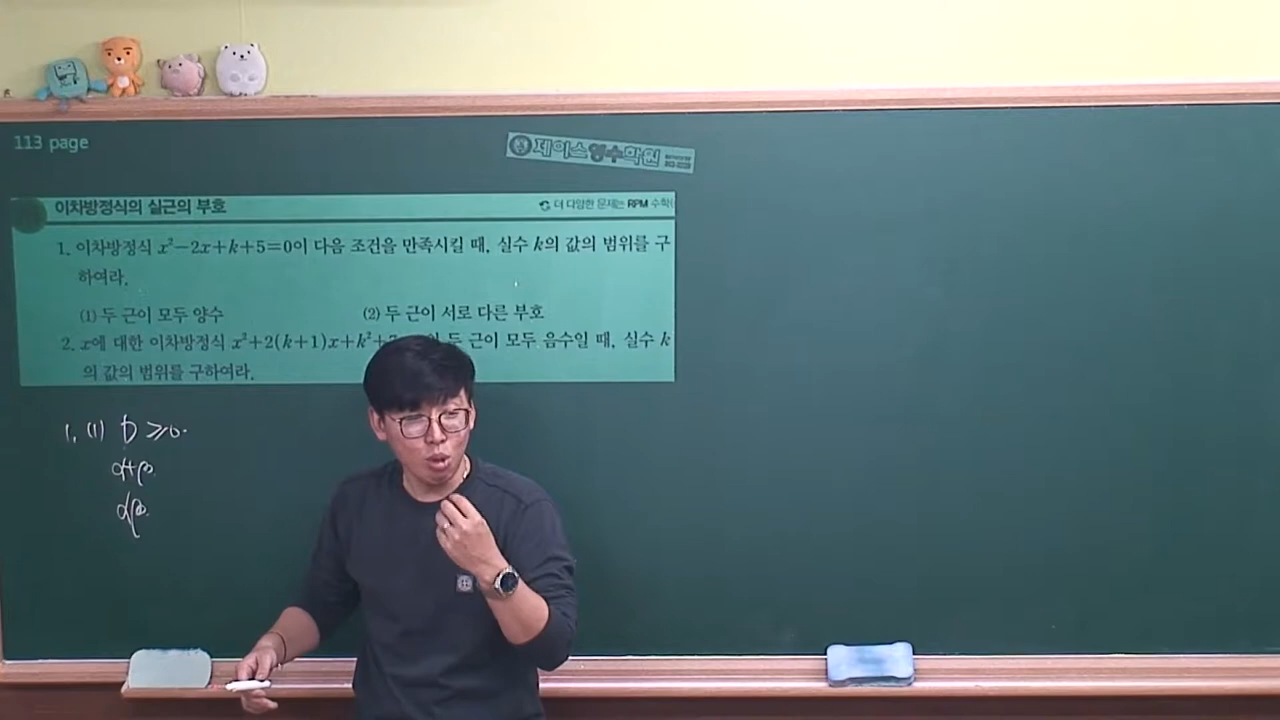 113 page
제이스영수학원
이차방정식의 실근의 부호
더 다양한 문제는 RPM 수학(
1. 이차방정식 x²-2x+k+5=0이 다음 조건을 만족시킬 때, 실수 k의 값의 범위를 구
하여라.
(1) 두 근이 모두 양수 (2) 두 근이 서로 다른 부호
2. x에 대한 이차방정식 x²+2(k+1)x+k²+ 두 근이 모두 음수일 때, 실수 k
의 값의 범위를 구하여라.
1. (1) D ≥0.
α+β
αβ